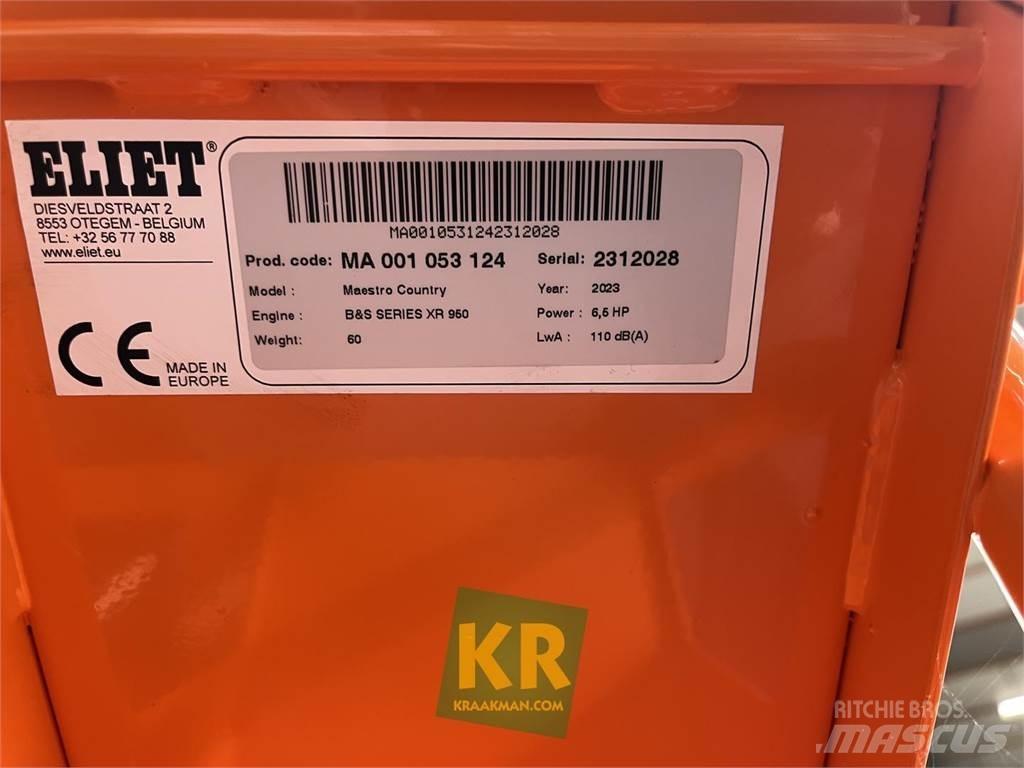 ELIET®
DIESVELDSTRAAT 2
8553 OTEGEM - BELGIUM
TEL: +32 56 77 70 88
www.eliet.eu
CE MADE IN
EUROPE
MA0010531242312028
Prod. code: MA 001 053 124 Serial: 2312028
Model : Maestro Country Year: 2023
Engine : B&S SERIES XR 950 Power : 6,5 HP
Weight: 60 LwA : 110 dB(A)
KR
KRAAKMAN.COM
RITCHIE BROS.
MASCUS